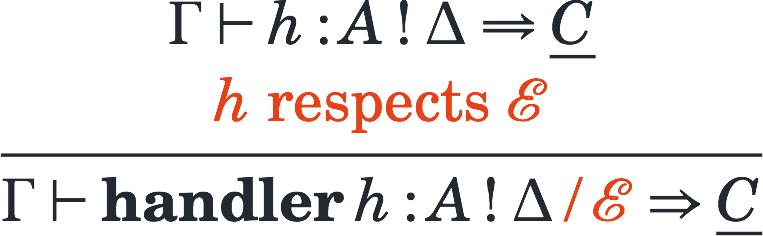 Γ ⊢ h : A ! Δ ⇒ C
h respects ℰ
Γ ⊢ handler h : A ! Δ / ℰ ⇒ C